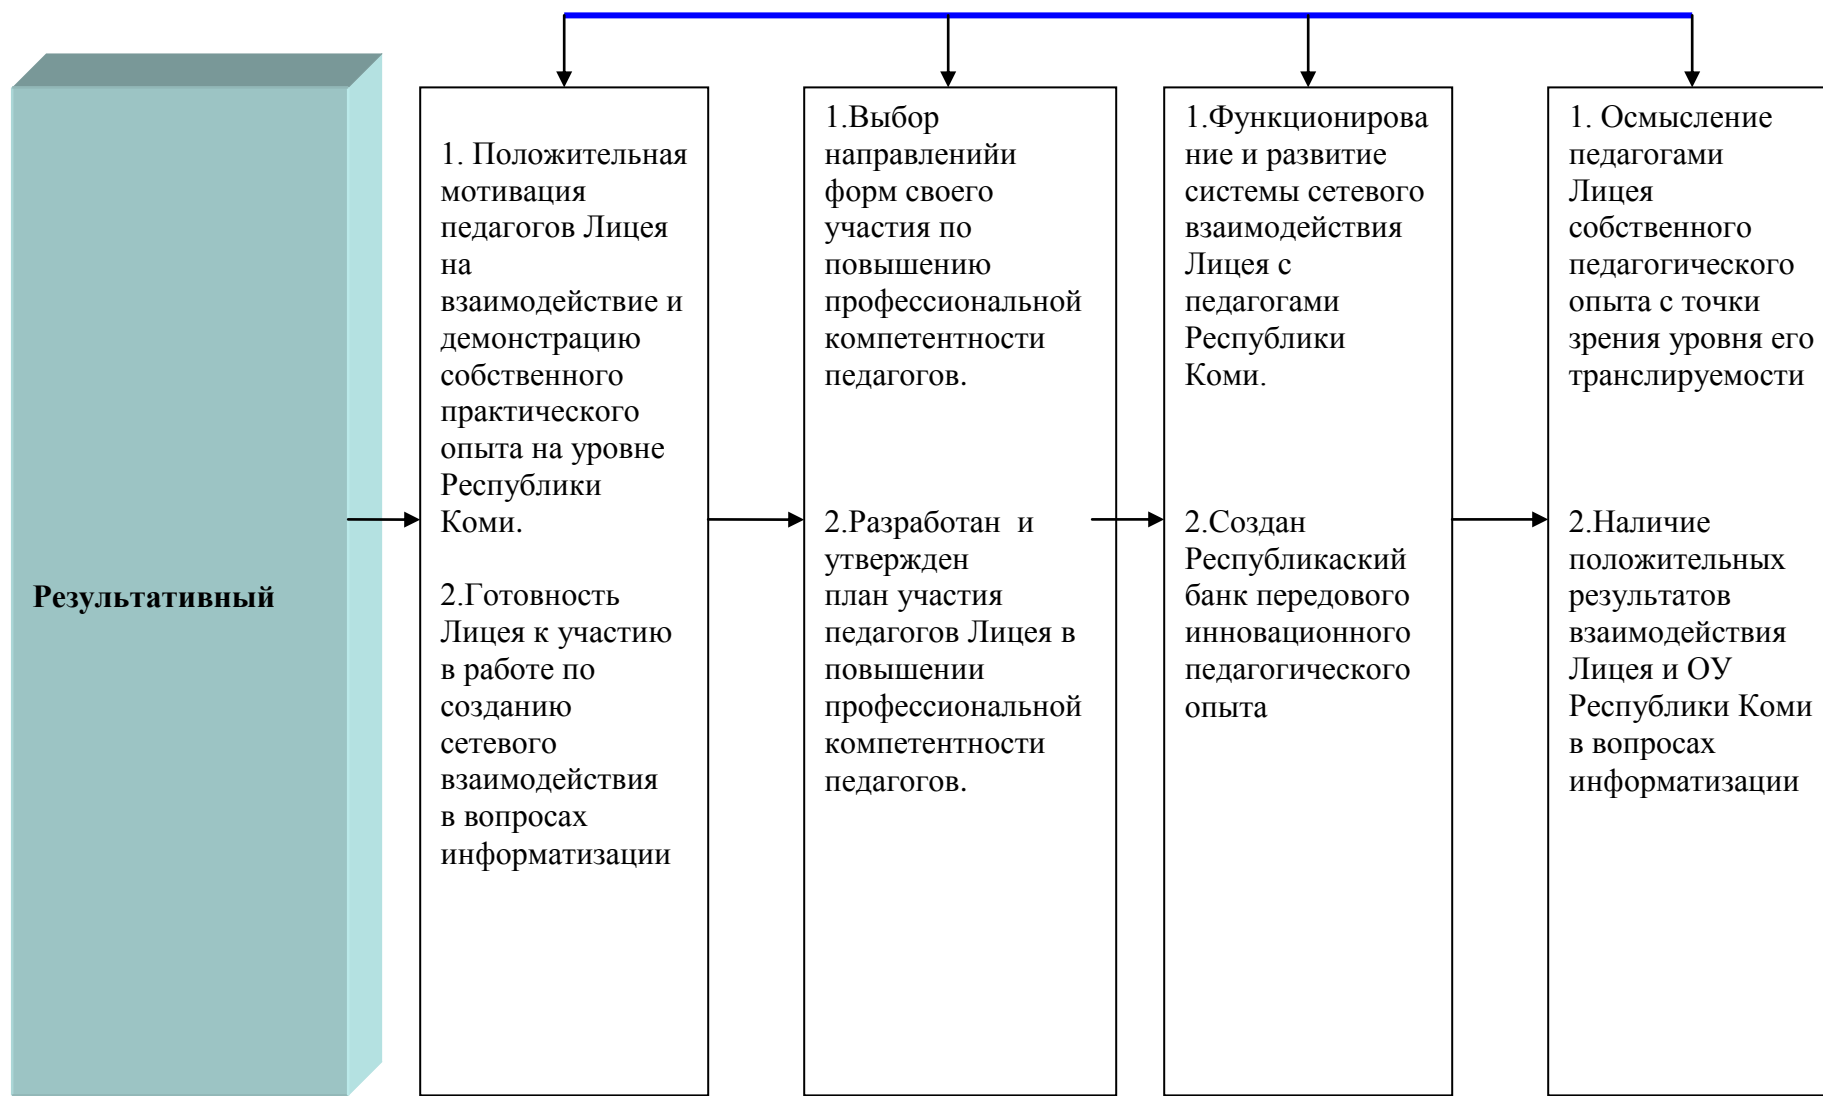 Результативный
1. Положительная
мотивация
педагогов Лицея
на
взаимодействие и
демонстрацию
собственного
практического
опыта на уровне
Республики
Коми.
2.Готовность
Лицея к участию
в работе по
созданию
сетевого
взаимодействия
в вопросах
информатизации
1.Выбор
направленийи
форм своего
участия по
повышению
профессиональной
компетентности
педагогов.
2.Разработан и
утвержден
план участия
педагогов Лицея в
повышении
профессиональной
компетентности
педагогов.
1.Функционирова
ние и развитие
системы сетевого
взаимодействия
Лицея с
педагогами
Республики
Коми.
2.Создан
Республикаский
банк передового
инновационного
педагогического
опыта
1. Осмысление
педагогами
Лицея
собственного
педагогического
опыта с точки
зрения уровня его
транслируемости
2.Наличие
положительных
результатов
взаимодействия
Лицея и ОУ
Республики Коми
в вопросах
информатизации